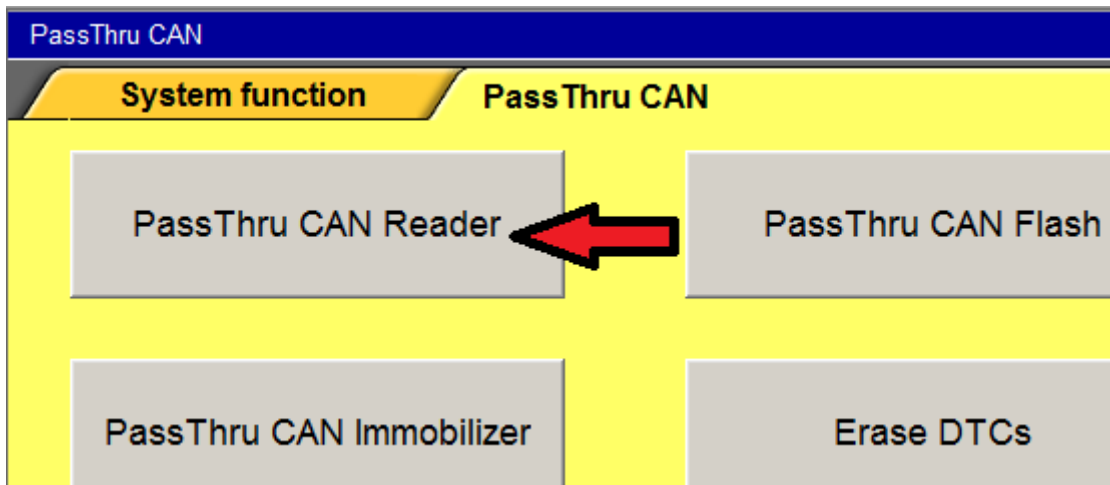 PassThru CAN
System function
PassThru CAN
PassThru CAN Reader
PassThru CAN Flash
PassThru CAN Immobilizer
Erase DTCs